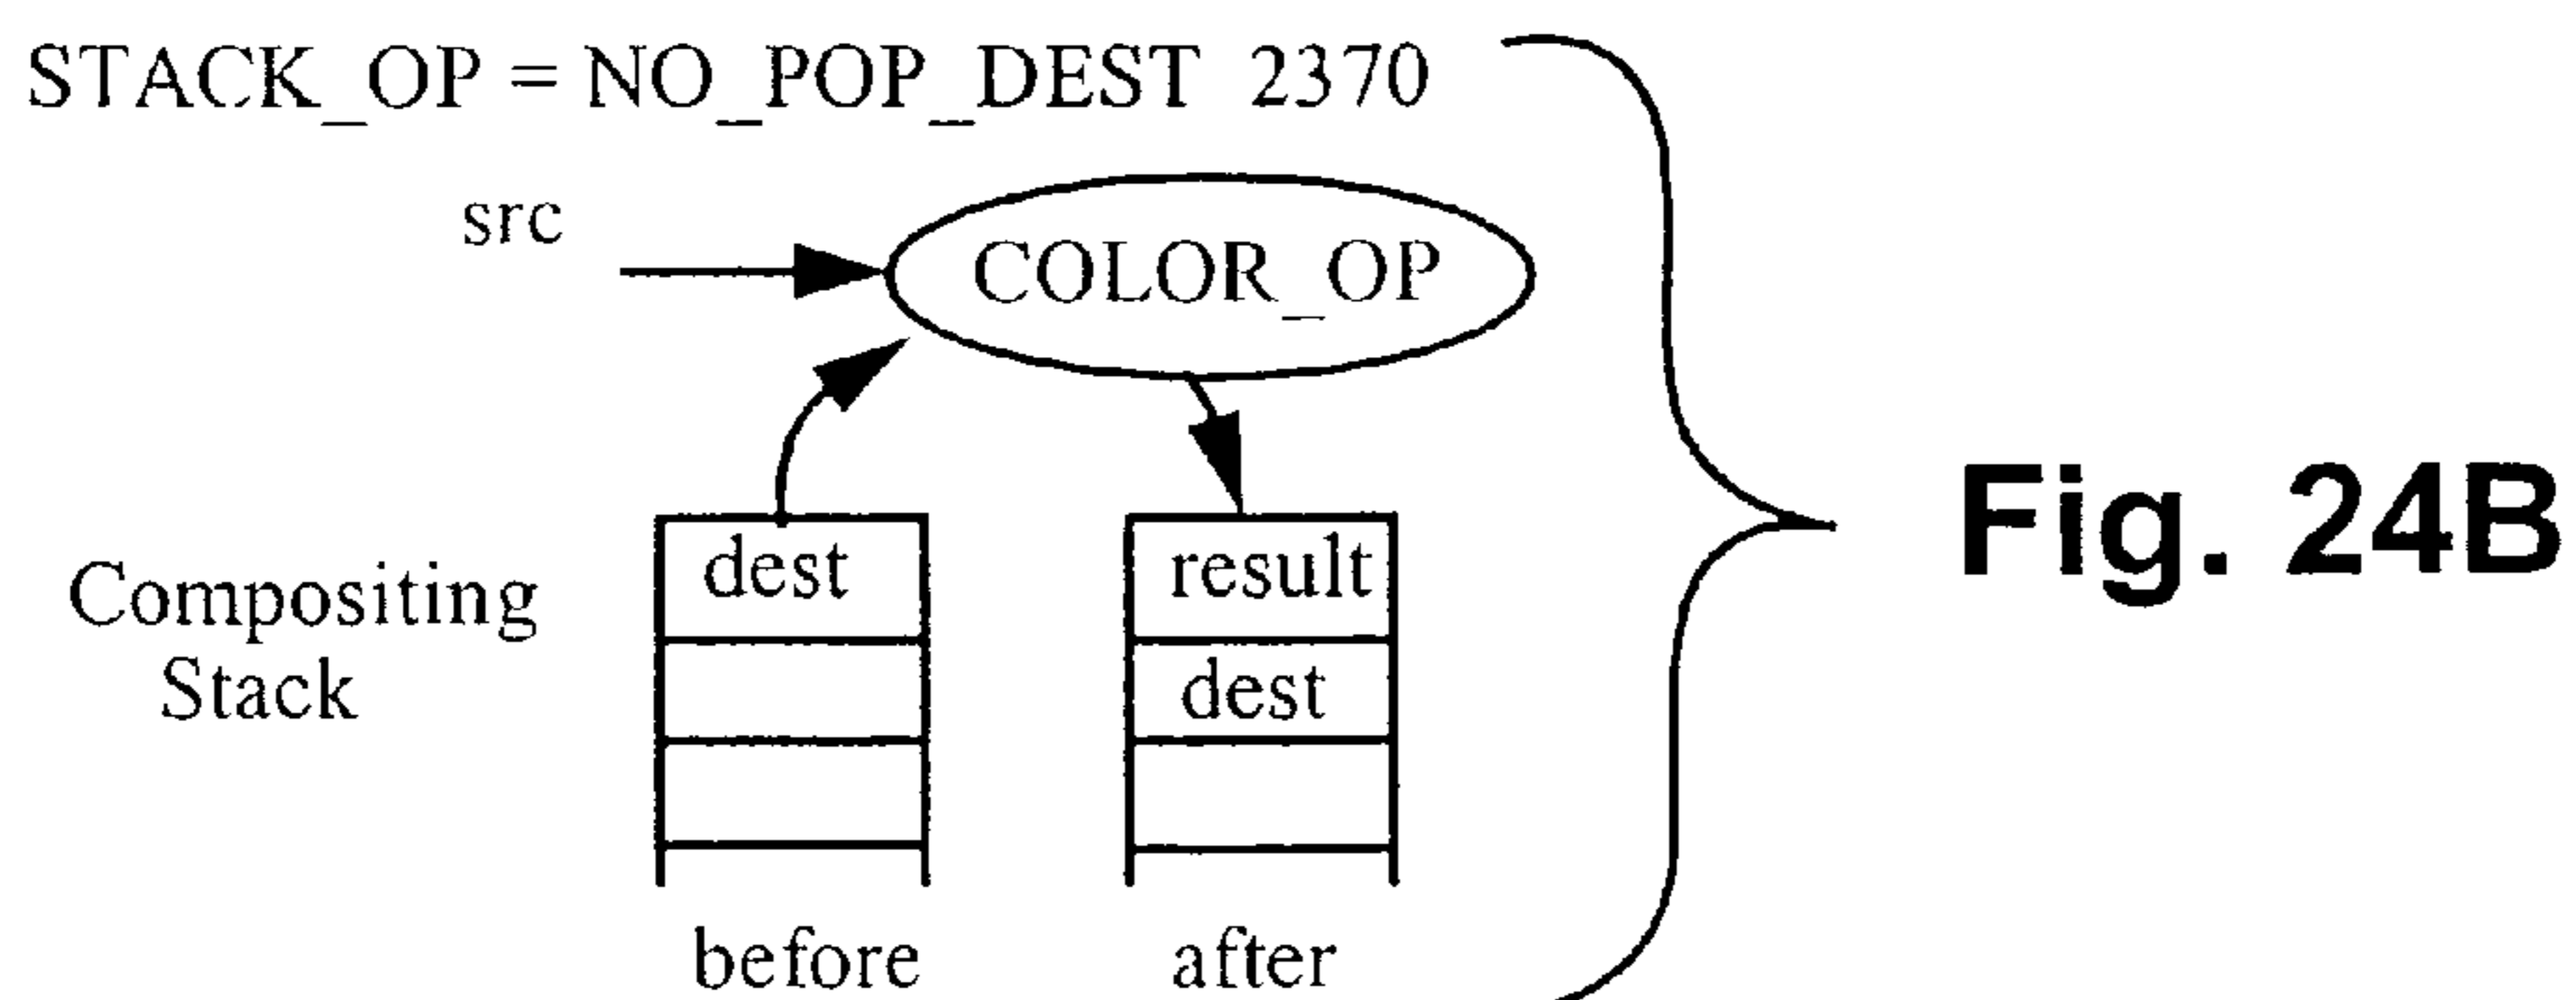 STACK_OP = NO_POP_DEST 2370
src
COLOR_OP
dest
result
Compositing
Stack
dest
before
after
Fig. 24B